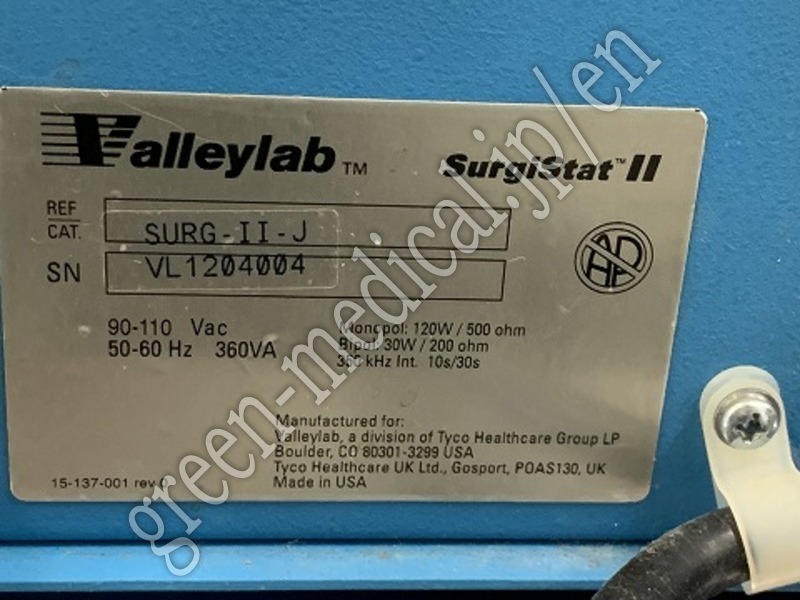 Valleylab™
SurgiStat™ II
REF
CAT.
SURG-II-J
SN
VL1204004
AP
90-110 Vac
50-60 Hz 360VA
Monopol: 120W / 500 ohm
Bipol: 30W / 200 ohm
kHz Int. 10s/30s
Manufactured for:
Valleylab, a division of Tyco Healthcare Group LP
Boulder, CO 80301-3299 USA
Tyco Healthcare UK Ltd., Gosport, POAS130, UK
Made in USA
15-137-001 rev 0
green-medical.jp/en